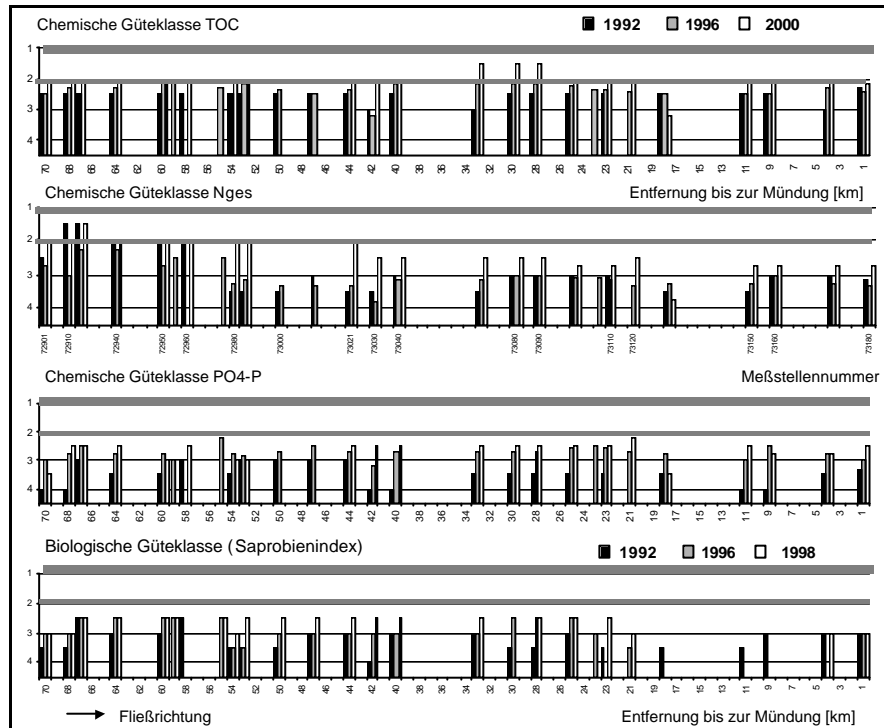 Chemische Güteklasse TOC 1992 1996 2000
1
2
3
4
70 68 66 64 62 60 58 56 54 52 50 48 46 44 42 40 38 36 34 32 30 28 26 24 23 21 19 17 15 13 11 9 7 5 3 1
Chemische Güteklasse Nges Entfernung bis zur Mündung [km]
1
2
3
4
72901 72910 72940 72950 72960 72980 73000 73021 73030 73040 73080 73090 73110 73120 73150 73160 73180
Chemische Güteklasse PO4-P Meßstellennummer
1
2
3
4
70 68 66 64 62 60 58 56 54 52 50 48 46 44 42 40 38 36 34 32 30 28 26 24 23 21 19 17 15 13 11 9 7 5 3 1
Biologische Güteklasse (Saprobienindex) 1992 1996 1998
1
2
3
4
70 68 66 64 62 60 58 56 54 52 50 48 46 44 42 40 38 36 34 32 30 28 26 24 23 21 19 17 15 13 11 9 7 5 3 1
Fließrichtung Entfernung bis zur Mündung [km]